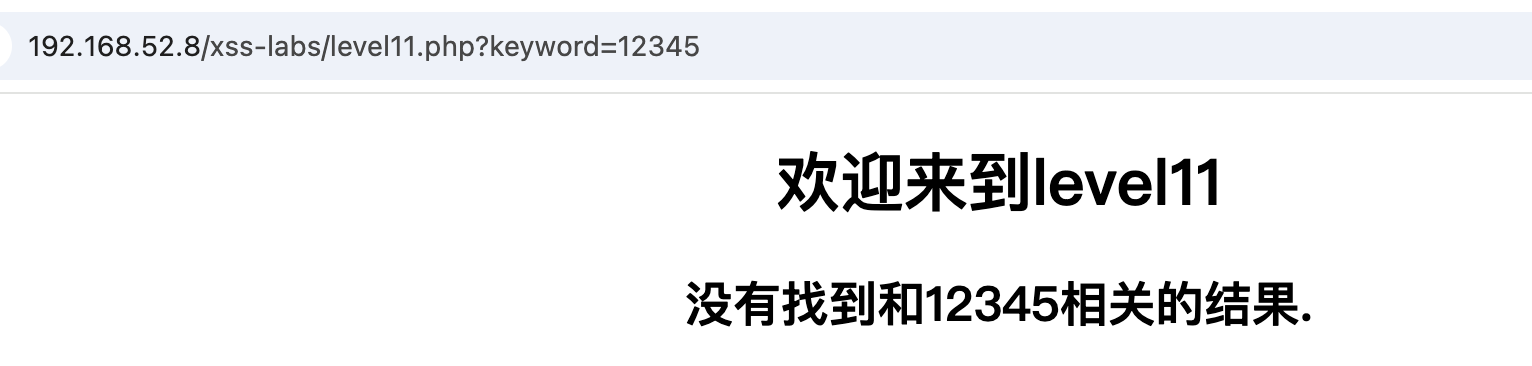 192.168.52.8/xss-labs/level11.php?keyword=12345
欢迎来到level11
没有找到和12345相关的结果.